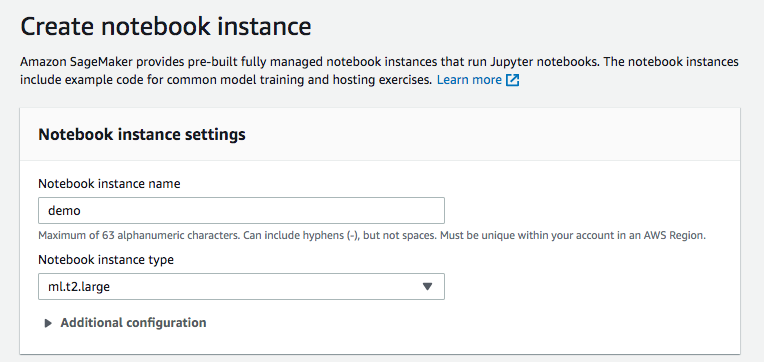 Create notebook instance
Amazon SageMaker provides pre-built fully managed notebook instances that run Jupyter notebooks. The notebook instances
include example code for common model training and hosting exercises. Learn more
Notebook instance settings
Notebook instance name
demo
Maximum of 63 alphanumeric characters. Can include hyphens (-), but not spaces. Must be unique within your account in an AWS Region.
Notebook instance type
ml.t2.large
Additional configuration